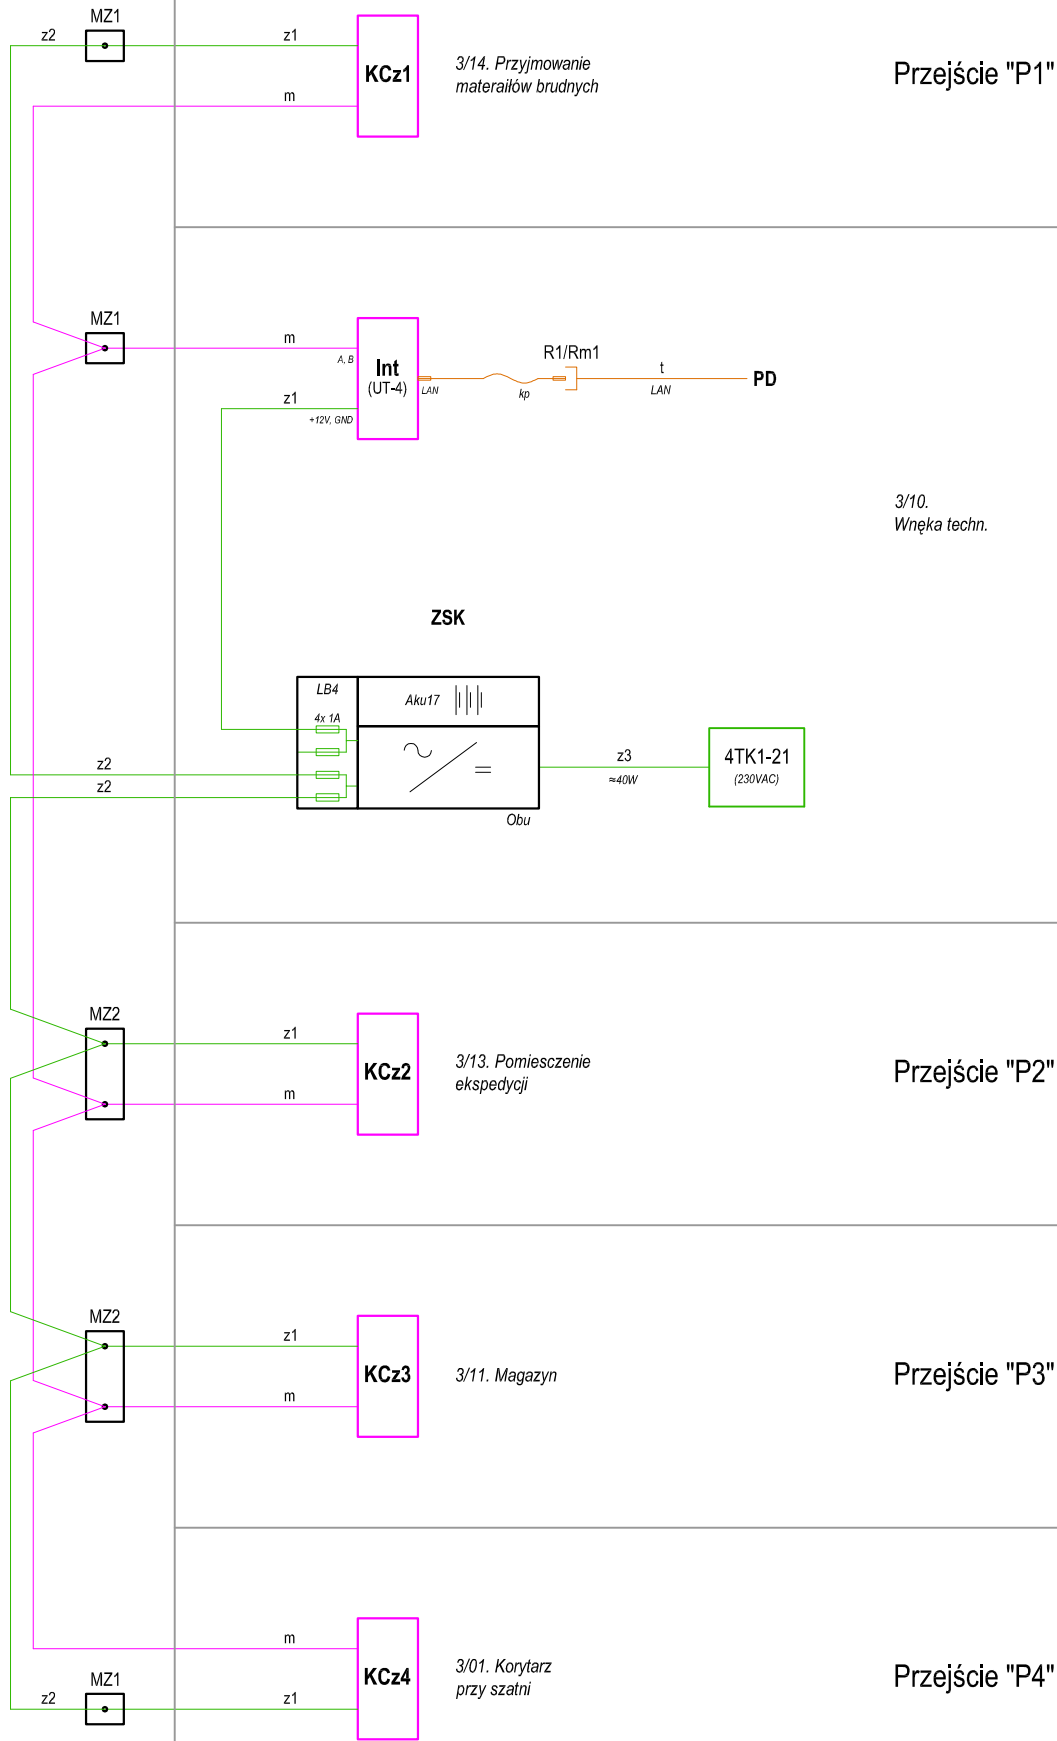 MZ1
z2
z1
KCz1
3/14. Przyjmowanie
materaiłów brudnych
Przejście "P1"
m
MZ1
m
A, B
Int
(UT-4)
LAN
kp
R1/Rm1
t
LAN
PD
z1
+12V, GND
3/10.
Wnęka techn.
ZSK
LB4
4x 1A
Aku17
z2
z2
z3
≈40W
4TK1-21
(230VAC)
Obu
MZ2
z1
KCz2
3/13. Pomiesczenie
ekspedycji
Przejście "P2"
m
MZ2
z1
KCz3
3/11. Magazyn
Przejście "P3"
m
m
KCz4
3/01. Korytarz
przy szatni
Przejście "P4"
MZ1
z2
z1